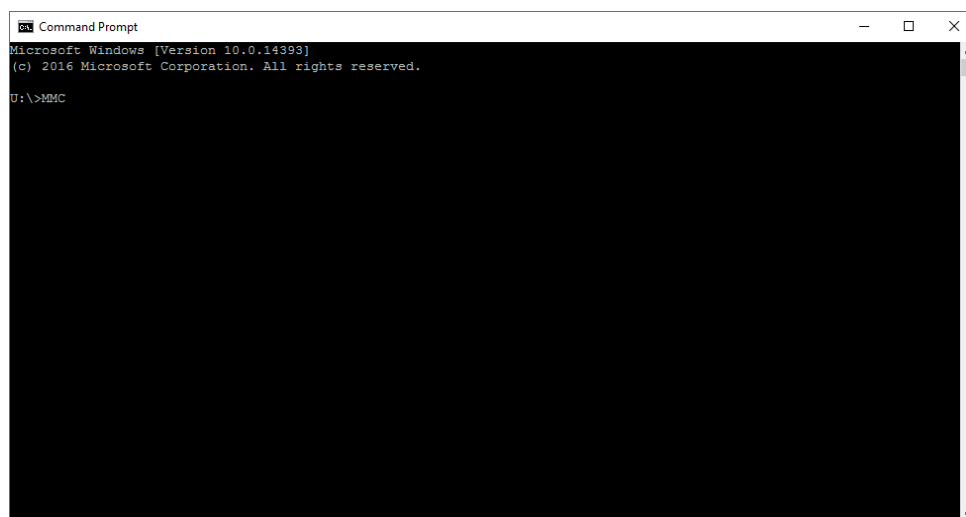 Command Prompt
Microsoft Windows [Version 10.0.14393]
(c) 2016 Microsoft Corporation. All rights reserved.
U:\>MMC